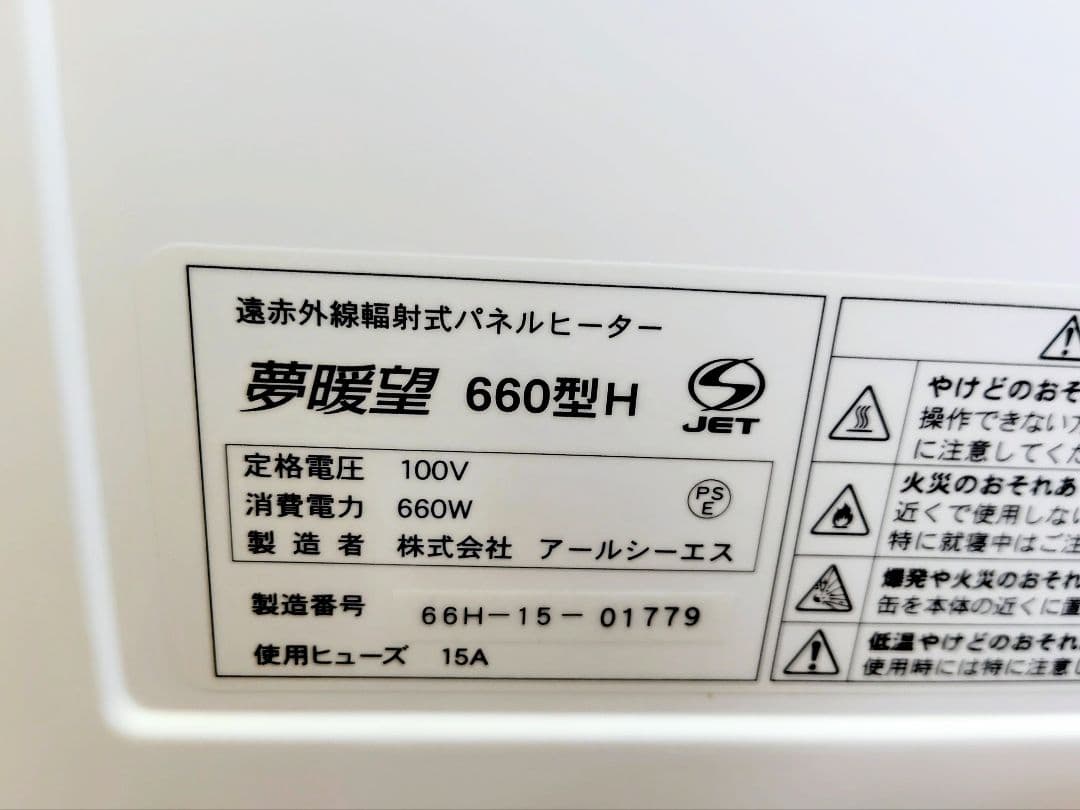 遠赤外線輻射式パネルヒーター
夢暖望 660型H
JET
定格電圧 100V
消費電力 660W
PS
E
製造者 株式会社 アールシーエス
製造番号 66H-15-01779
使用ヒューズ 15A
やけどのおそ
操作できない方
に注意してくだ
火災のおそれあ
近くで使用しな
特に就寝中はご注
爆発や火災のおそれ
缶を本体の近くに置
低温やけどのおそれ
使用時には特に注意し